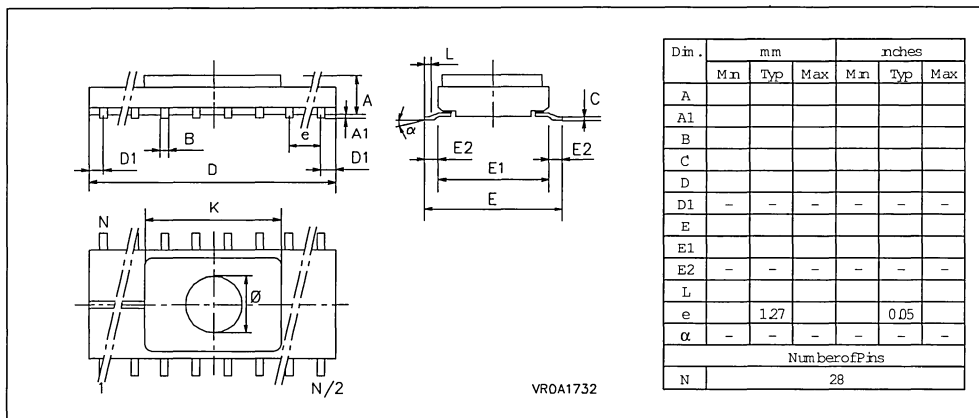 L
A
C
α
A1
B
e
D1
D1
E2
E2
D
E1
E
K
N
Ø
1
N/2
VR0A1732
Dim. mm inches
Min Typ Max Min Typ Max
A
A1
B
C
D
D1 – – – – – –
E
E1
E2 – – – – – –
L
e 1.27 0.05
α – – – – – –
Number of Pins
N 28